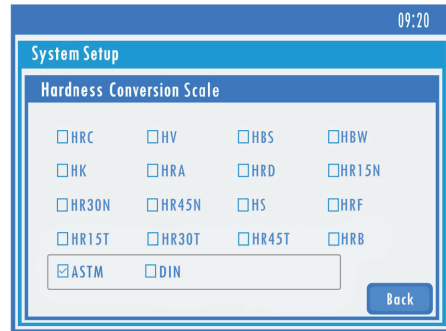 09:20
System Setup
Hardness Conversion Scale
HRC HV HBS HBW
HK HRA HRD HR15N
HR30N HR45N HS HRF
HR15T HR30T HR45T HRB
ASTM DIN
Back